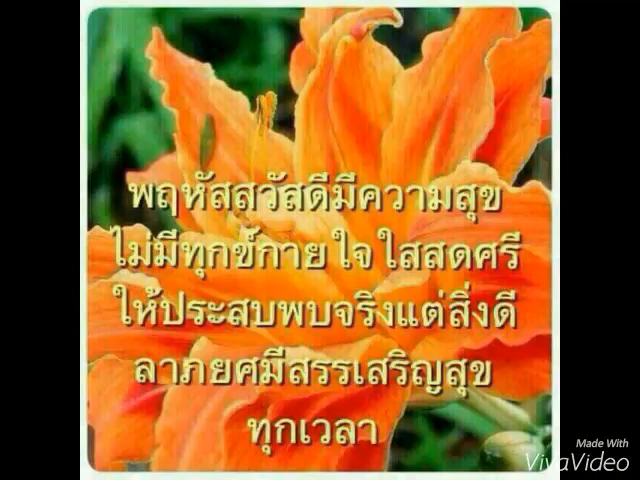 พฤหัสสวัสดีมีความสุข
ไม่มีทุกข์กายใจใสสดศรี
ให้ประสบพบจริงแต่สิ่งดี
ลาภยศมีสรรเสริญสุข
ทุกเวลา
Made With
VivaVideo